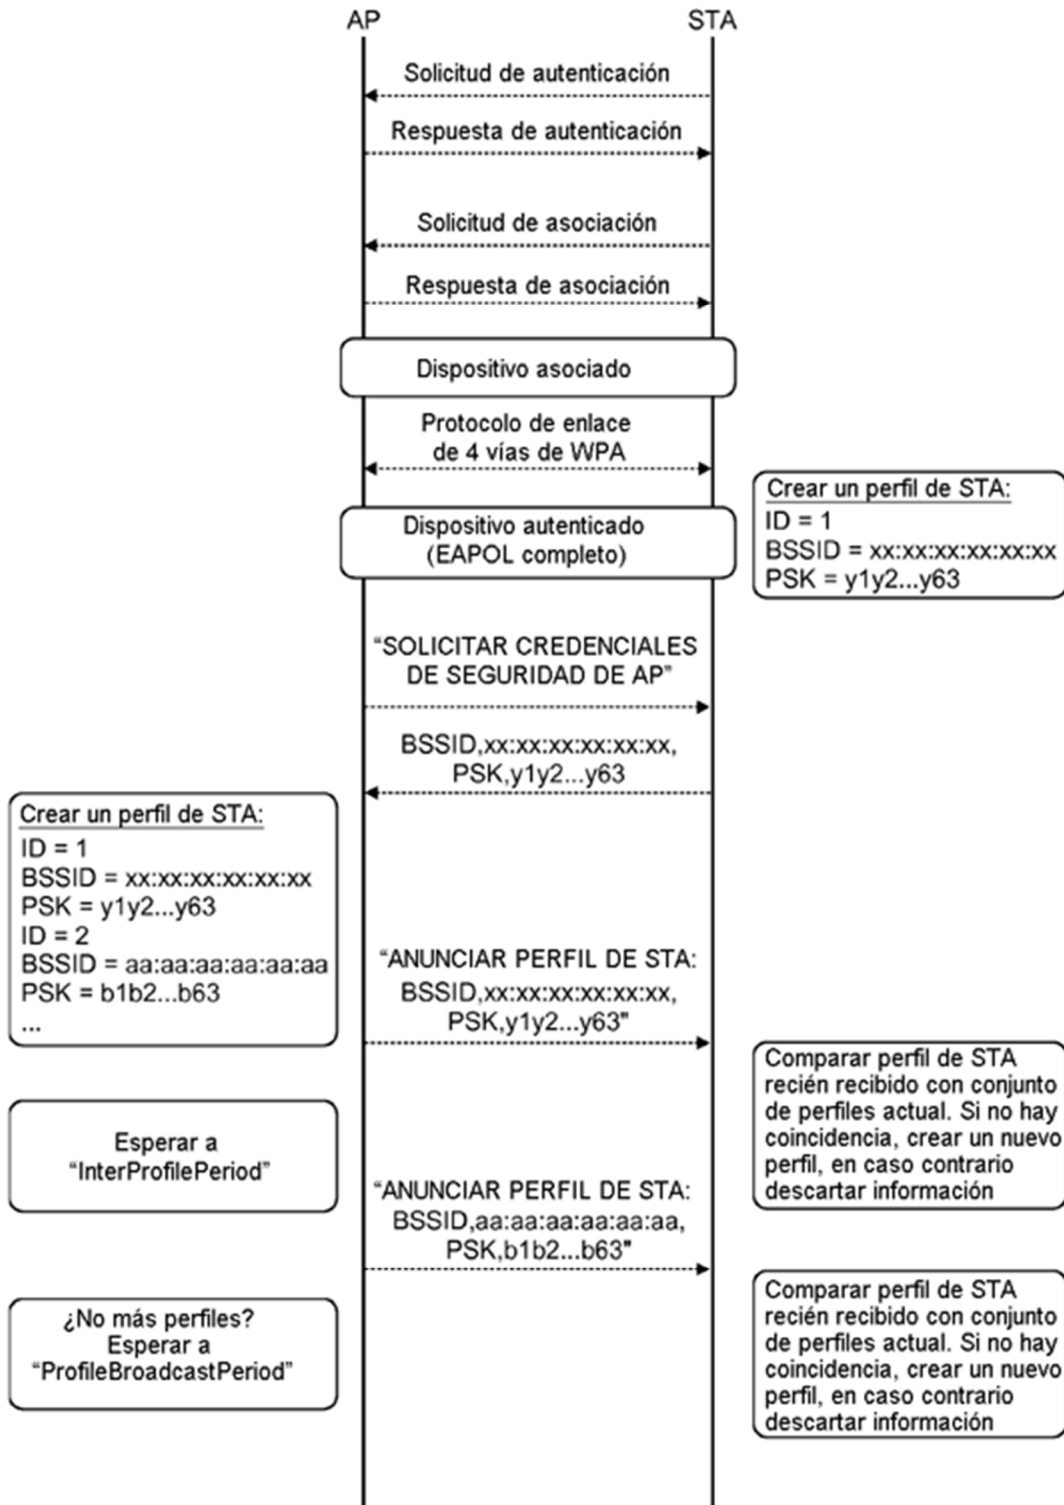 AP
STA
Solicitud de autenticación
Respuesta de autenticación
Solicitud de asociación
Respuesta de asociación
Dispositivo asociado
Protocolo de enlace
de 4 vías de WPA
Crear un perfil de STA:
ID = 1
BSSID = xx:xx:xx:xx:xx:xx
PSK = y1y2...y63
Dispositivo autenticado
(EAPOL completo)
“SOLICITAR CREDENCIALES
DE SEGURIDAD DE AP”
BSSID,xx:xx:xx:xx:xx:xx,
PSK,y1y2...y63
Crear un perfil de STA:
ID = 1
BSSID = xx:xx:xx:xx:xx:xx
PSK = y1y2...y63
ID = 2
BSSID = aa:aa:aa:aa:aa:aa
PSK = b1b2...b63
...
“ANUNCIAR PERFIL DE STA:
BSSID,xx:xx:xx:xx:xx:xx,
PSK,y1y2...y63"
Comparar perfil de STA
recién recibido con conjunto
de perfiles actual. Si no hay
coincidencia, crear un nuevo
perfil, en caso contrario
descartar información
Esperar a
“InterProfilePeriod”
“ANUNCIAR PERFIL DE STA:
BSSID,aa:aa:aa:aa:aa:aa,
PSK,b1b2...b63"
¿No más perfiles?
Esperar a
“ProfileBroadcastPeriod”
Comparar perfil de STA
recién recibido con conjunto
de perfiles actual. Si no hay
coincidencia, crear un nuevo
perfil, en caso contrario
descartar información